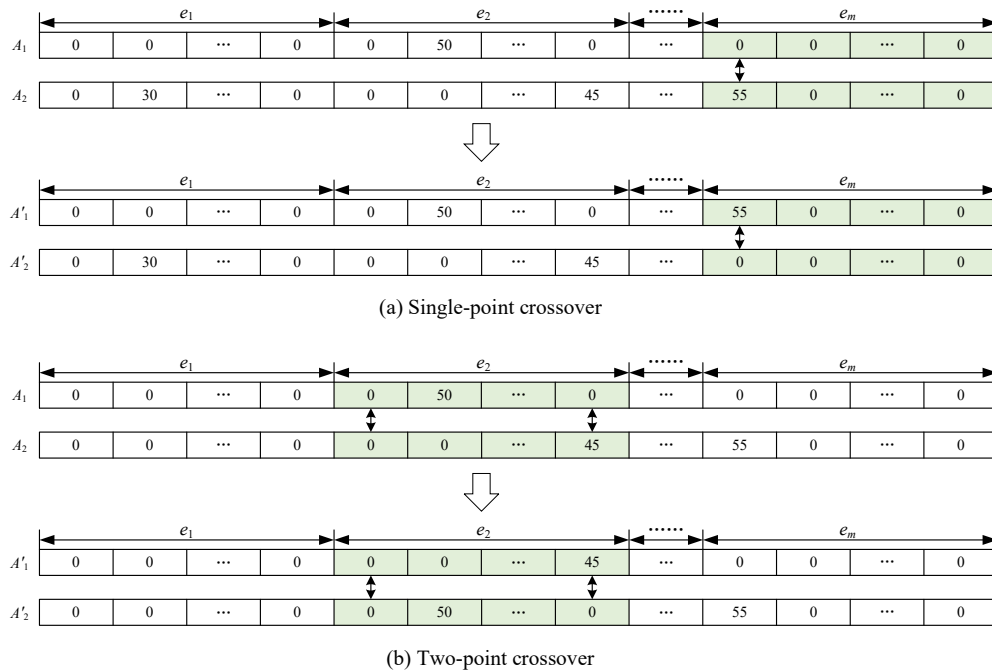 e1 e2 ······ em
A1 0 0 ··· 0 0 50 ··· 0 ··· 0 0 ··· 0
A2 0 30 ··· 0 0 0 ··· 45 ··· 55 0 ··· 0
e1 e2 ······ em
A'1 0 0 ··· 0 0 50 ··· 0 ··· 55 0 ··· 0
A'2 0 30 ··· 0 0 0 ··· 45 ··· 0 0 ··· 0
(a) Single-point crossover
e1 e2 ······ em
A1 0 0 ··· 0 0 50 ··· 0 ··· 0 0 ··· 0
A2 0 0 ··· 0 0 0 ··· 45 ··· 55 0 ··· 0
e1 e2 ······ em
A'1 0 0 ··· 0 0 0 ··· 45 ··· 0 0 ··· 0
A'2 0 0 ··· 0 0 50 ··· 0 ··· 55 0 ··· 0
(b) Two-point crossover